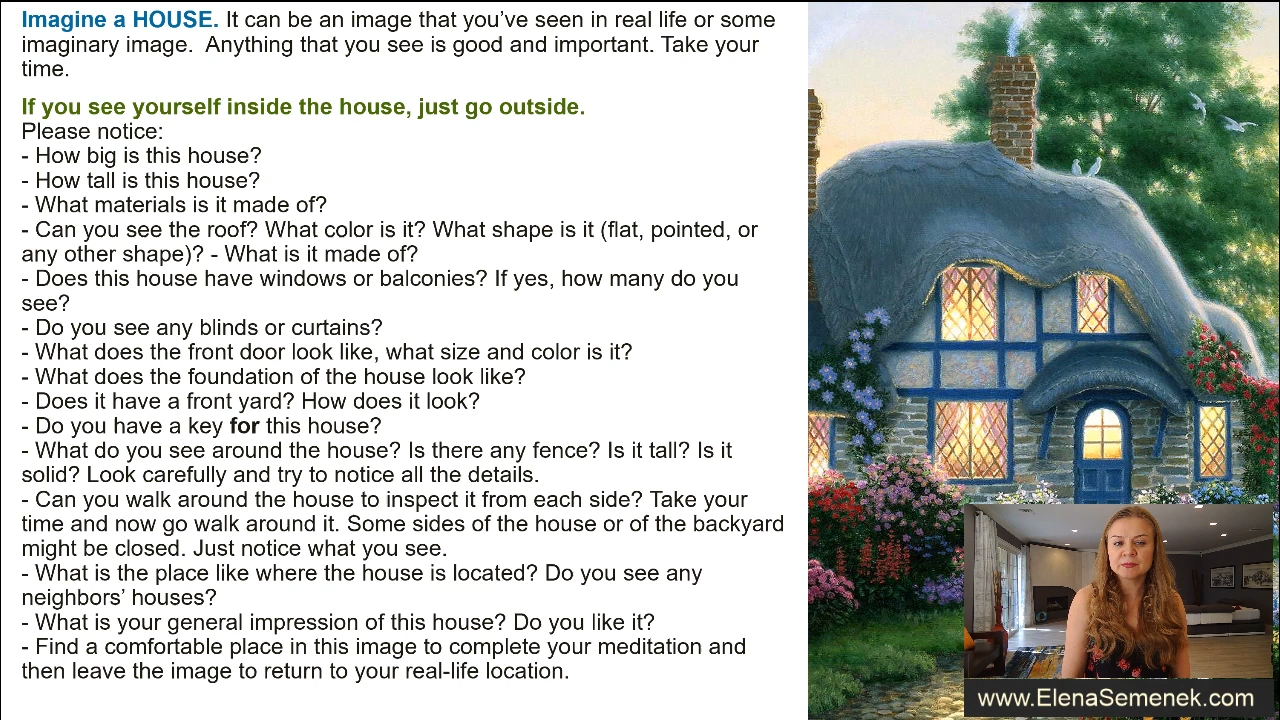 Imagine a HOUSE. It can be an image that you’ve seen in real life or some
imaginary image.  Anything that you see is good and important. Take your
time.
If you see yourself inside the house, just go outside.
Please notice:
- How big is this house?
- How tall is this house?
- What materials is it made of?
- Can you see the roof? What color is it? What shape is it (flat, pointed, or
any other shape)? - What is it made of?
- Does this house have windows or balconies? If yes, how many do you
see?
- Do you see any blinds or curtains?
- What does the front door look like, what size and color is it?
- What does the foundation of the house look like?
- Does it have a front yard? How does it look?
- Do you have a key for this house?
- What do you see around the house? Is there any fence? Is it tall? Is it
solid? Look carefully and try to notice all the details.
- Can you walk around the house to inspect it from each side? Take your
time and now go walk around it. Some sides of the house or of the backyard
might be closed. Just notice what you see.
- What is the place like where the house is located? Do you see any
neighbors’ houses?
- What is your general impression of this house? Do you like it?
- Find a comfortable place in this image to complete your meditation and
then leave the image to return to your real-life location.
www.ElenaSemenek.com